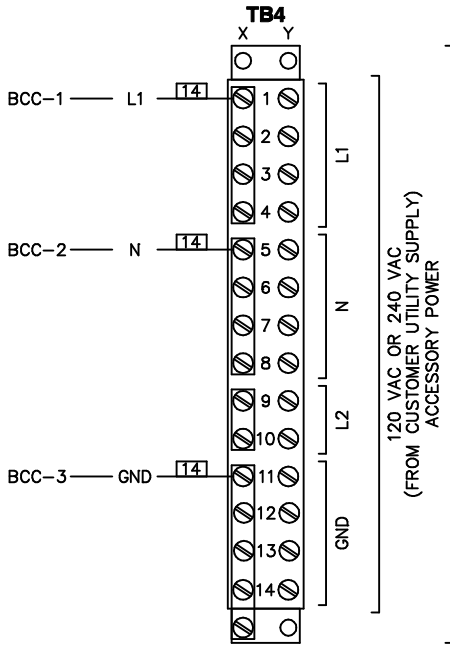 TB4
X Y
BCC-1 L1 14 1
2
3
4
L1
BCC-2 N 14 5
6
7
8
N
9
10
L2
BCC-3 GND 14 11
12
13
14
GND
120 VAC OR 240 VAC
(FROM CUSTOMER UTILITY SUPPLY)
ACCESSORY POWER